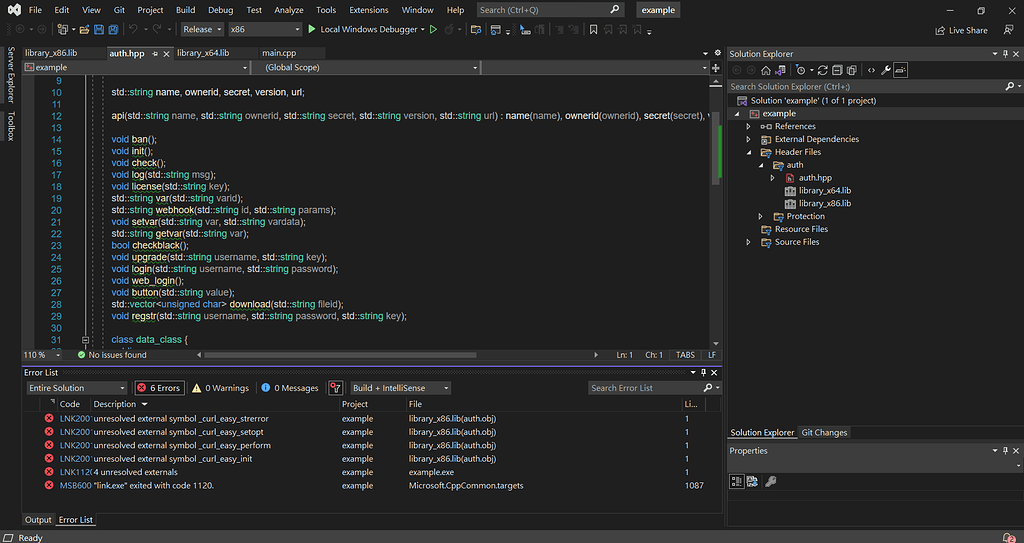 File Edit View Git Project Build Debug Test Analyze Tools Extensions Window Help Search (Ctrl+Q) example
Release x86 Local Windows Debugger Live Share
Server Explorer
Toolbox
library_x86.lib auth.hpp library_x64.lib main.cpp
example (Global Scope)
9
10 std::string name, ownerid, secret, version, url;
11
12 api(std::string name, std::string ownerid, std::string secret, std::string version, std::string url) : name(name), ownerid(ownerid), secret(secret),
13
14 void ban();
15 void init();
16 void check();
17 void log(std::string msg);
18 void license(std::string key);
19 std::string var(std::string varid);
20 std::string webhook(std::string id, std::string params);
21 void setvar(std::string var, std::string vardata);
22 std::string getvar(std::string var);
23 bool checkblack();
24 void upgrade(std::string username, std::string key);
25 void login(std::string username, std::string password);
26 void web_login();
27 void button(std::string value);
28 std::vector<unsigned char> download(std::string fileid);
29 void regstr(std::string username, std::string password, std::string key);
30
31 class data_class {
110 % No issues found Ln: 1 Ch: 1 TABS LF
Error List
Entire Solution 6 Errors 0 Warnings 0 Messages Build + IntelliSense Search Error List
Code Description Project File Li...
LNK200 unresolved external symbol _curl_easy_strerror example library_x86.lib(auth.obj) 1
LNK200 unresolved external symbol _curl_easy_setopt example library_x86.lib(auth.obj) 1
LNK200 unresolved external symbol _curl_easy_perform example library_x86.lib(auth.obj) 1
LNK200 unresolved external symbol _curl_easy_init example library_x86.lib(auth.obj) 1
LNK112 4 unresolved externals example example.exe 1
MSB600 "link.exe" exited with code 1120. example Microsoft.CppCommon.targets 1087
Output Error List
Solution Explorer
Search Solution Explorer (Ctrl+;)
Solution 'example' (1 of 1 project)
example
References
External Dependencies
Header Files
auth
auth.hpp
library_x64.lib
library_x86.lib
Protection
Resource Files
Source Files
Solution Explorer Git Changes
Properties
Ready 2